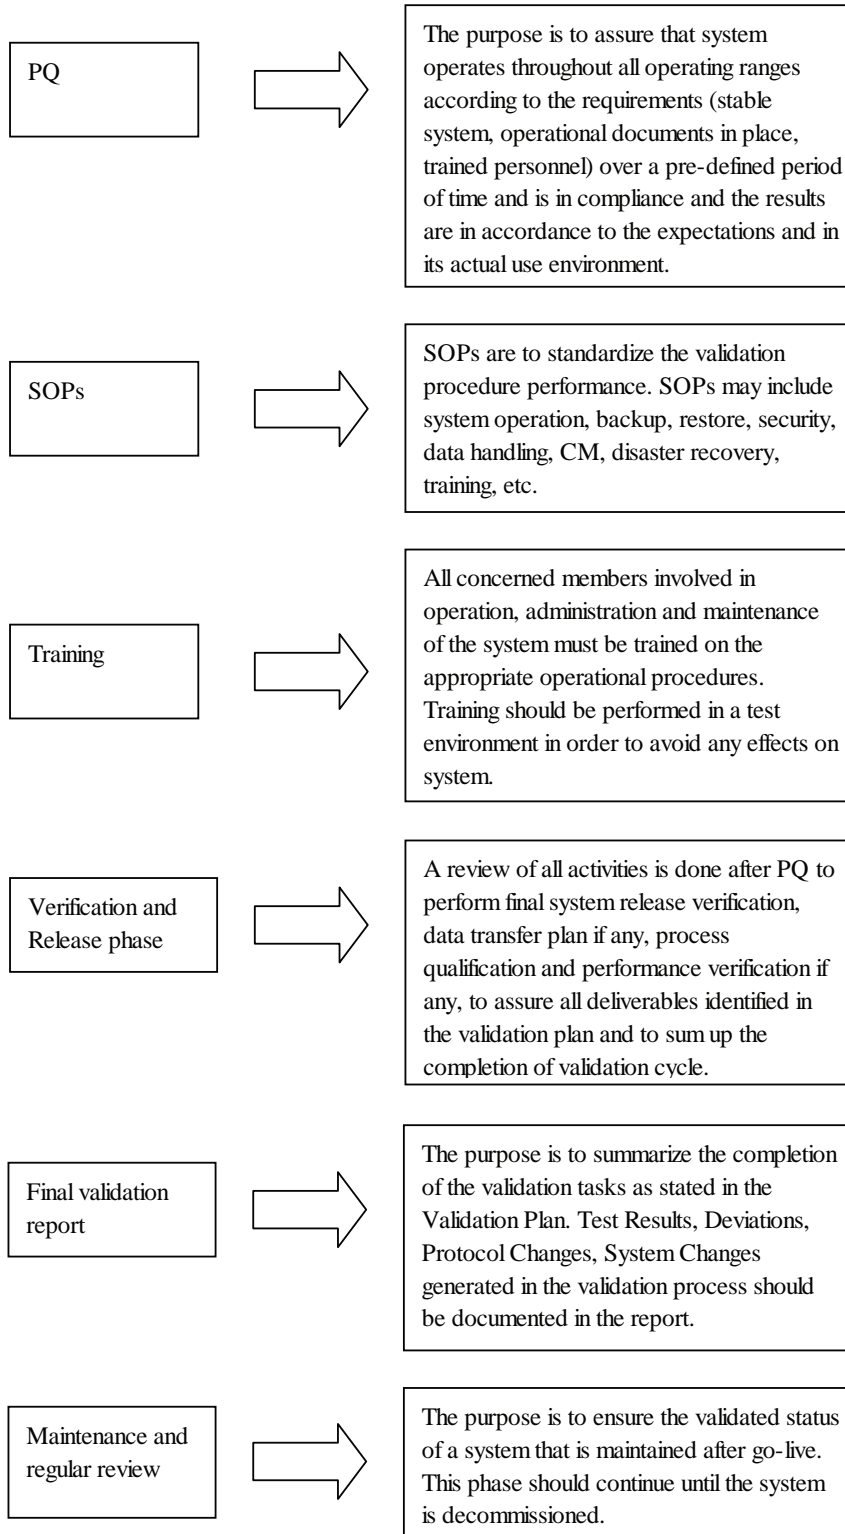 PQ
The purpose is to assure that system
operates throughout all operating ranges
according to the requirements (stable
system, operational documents in place,
trained personnel) over a pre-defined period
of time and is in compliance and the results
are in accordance to the expectations and in
its actual use environment.
SOPs
SOPs are to standardize the validation
procedure performance. SOPs may include
system operation, backup, restore, security,
data handling, CM, disaster recovery,
training, etc.
Training
All concerned members involved in
operation, administration and maintenance
of the system must be trained on the
appropriate operational procedures.
Training should be performed in a test
environment in order to avoid any effects on
system.
Verification and
Release phase
A review of all activities is done after PQ to
perform final system release verification,
data transfer plan if any, process
qualification and performance verification if
any, to assure all deliverables identified in
the validation plan and to sum up the
completion of validation cycle.
Final validation
report
The purpose is to summarize the completion
of the validation tasks as stated in the
Validation Plan. Test Results, Deviations,
Protocol Changes, System Changes
generated in the validation process should
be documented in the report.
Maintenance and
regular review
The purpose is to ensure the validated status
of a system that is maintained after go-live.
This phase should continue until the system
is decommissioned.